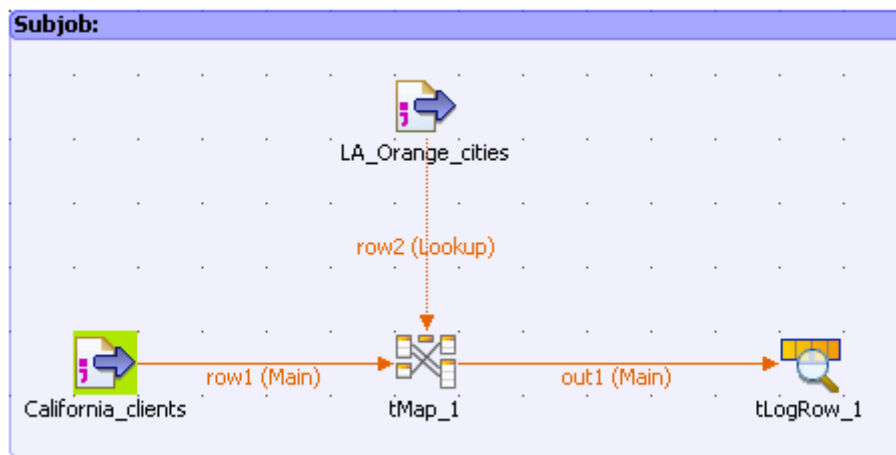 Subjob:
LA_Orange_cities
row2 (Lookup)
row1 (Main)
out1 (Main)
California_clients
tMap_1
tLogRow_1